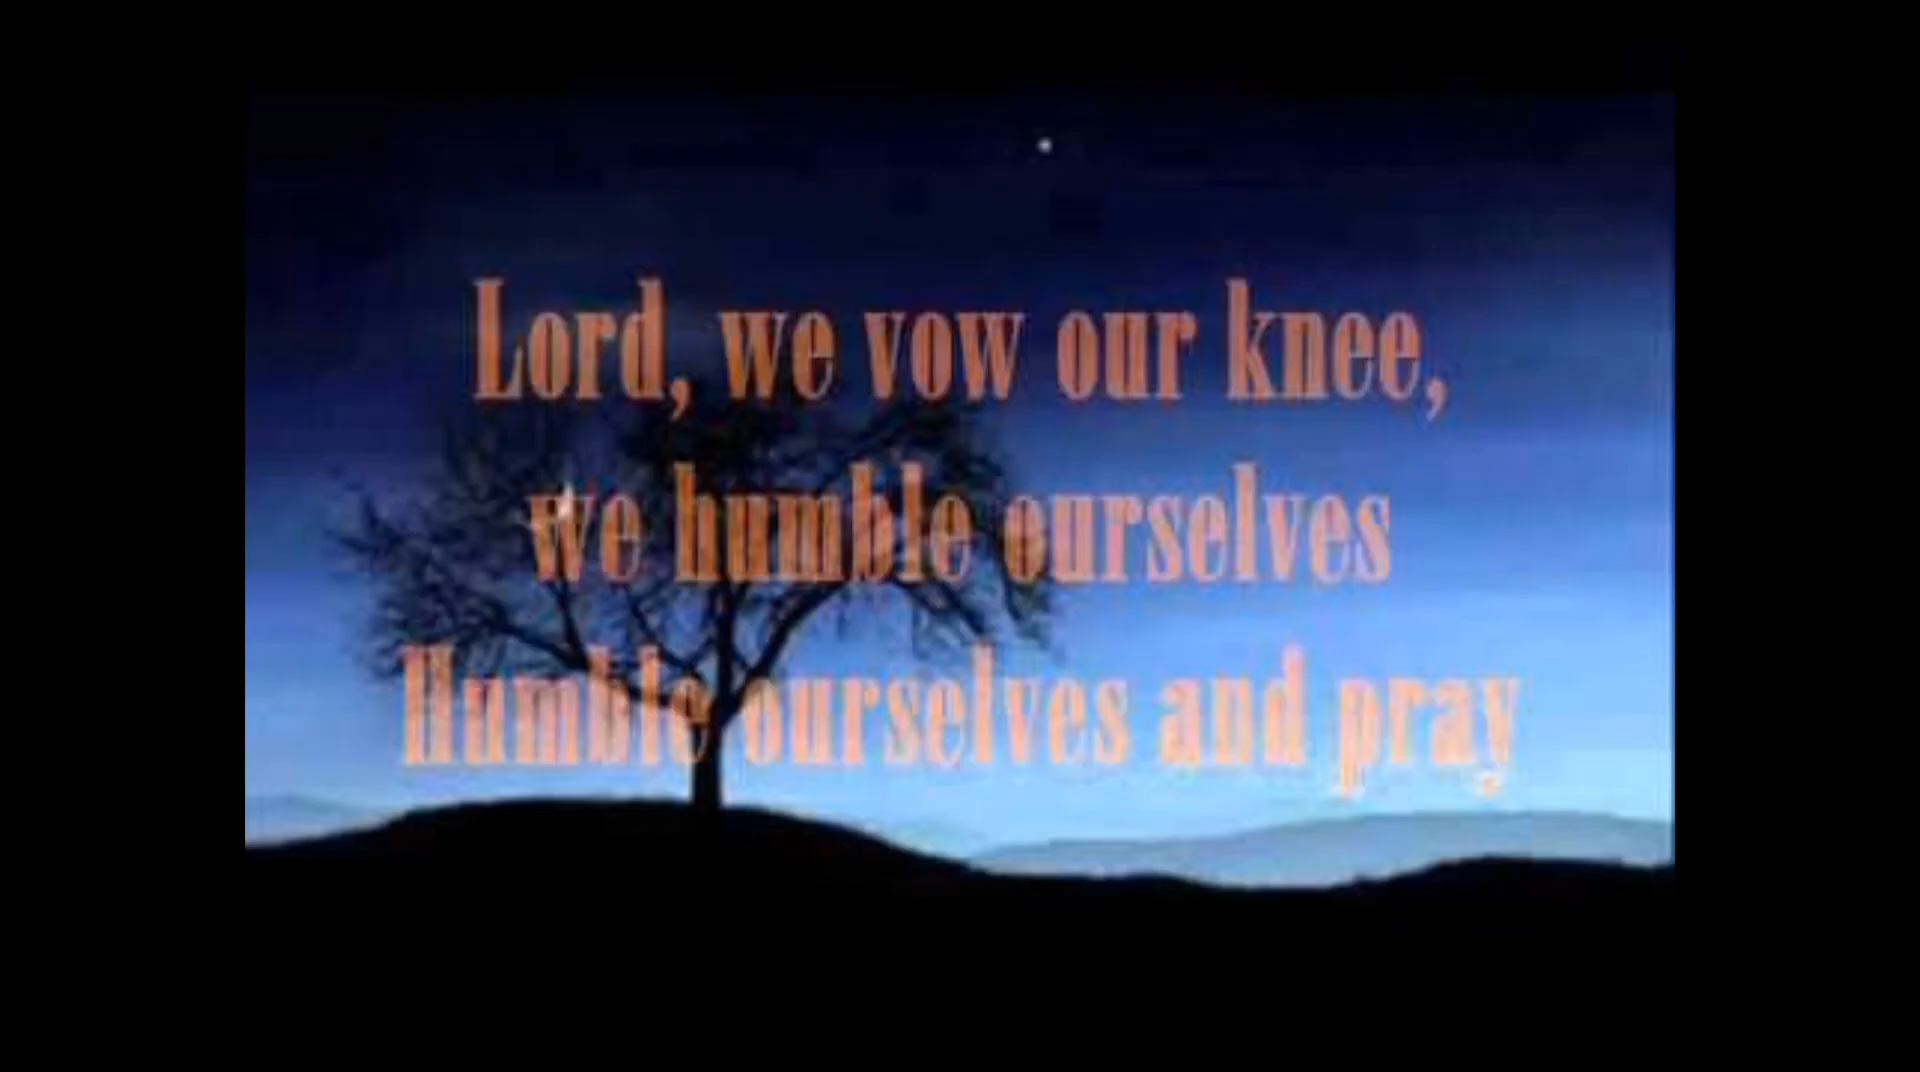 Lord, we vow our knee,
we humble ourselves
Humble ourselves and pray